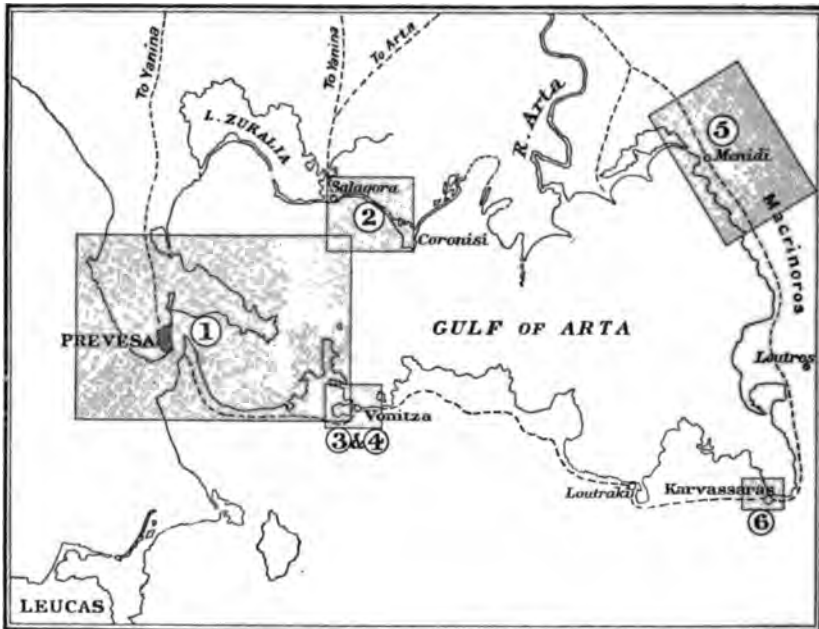 To Yanina
To Yanina
To Arta
L. ZUKALIA
R. Arta
5
Menidi
Salagora
2
Coronisi
Macrinoros
1
PREVESA
GULF OF ARTA
Loutros
Vonitza
3 & 4
Loutraki
Karvassaras
6
LEUCAS